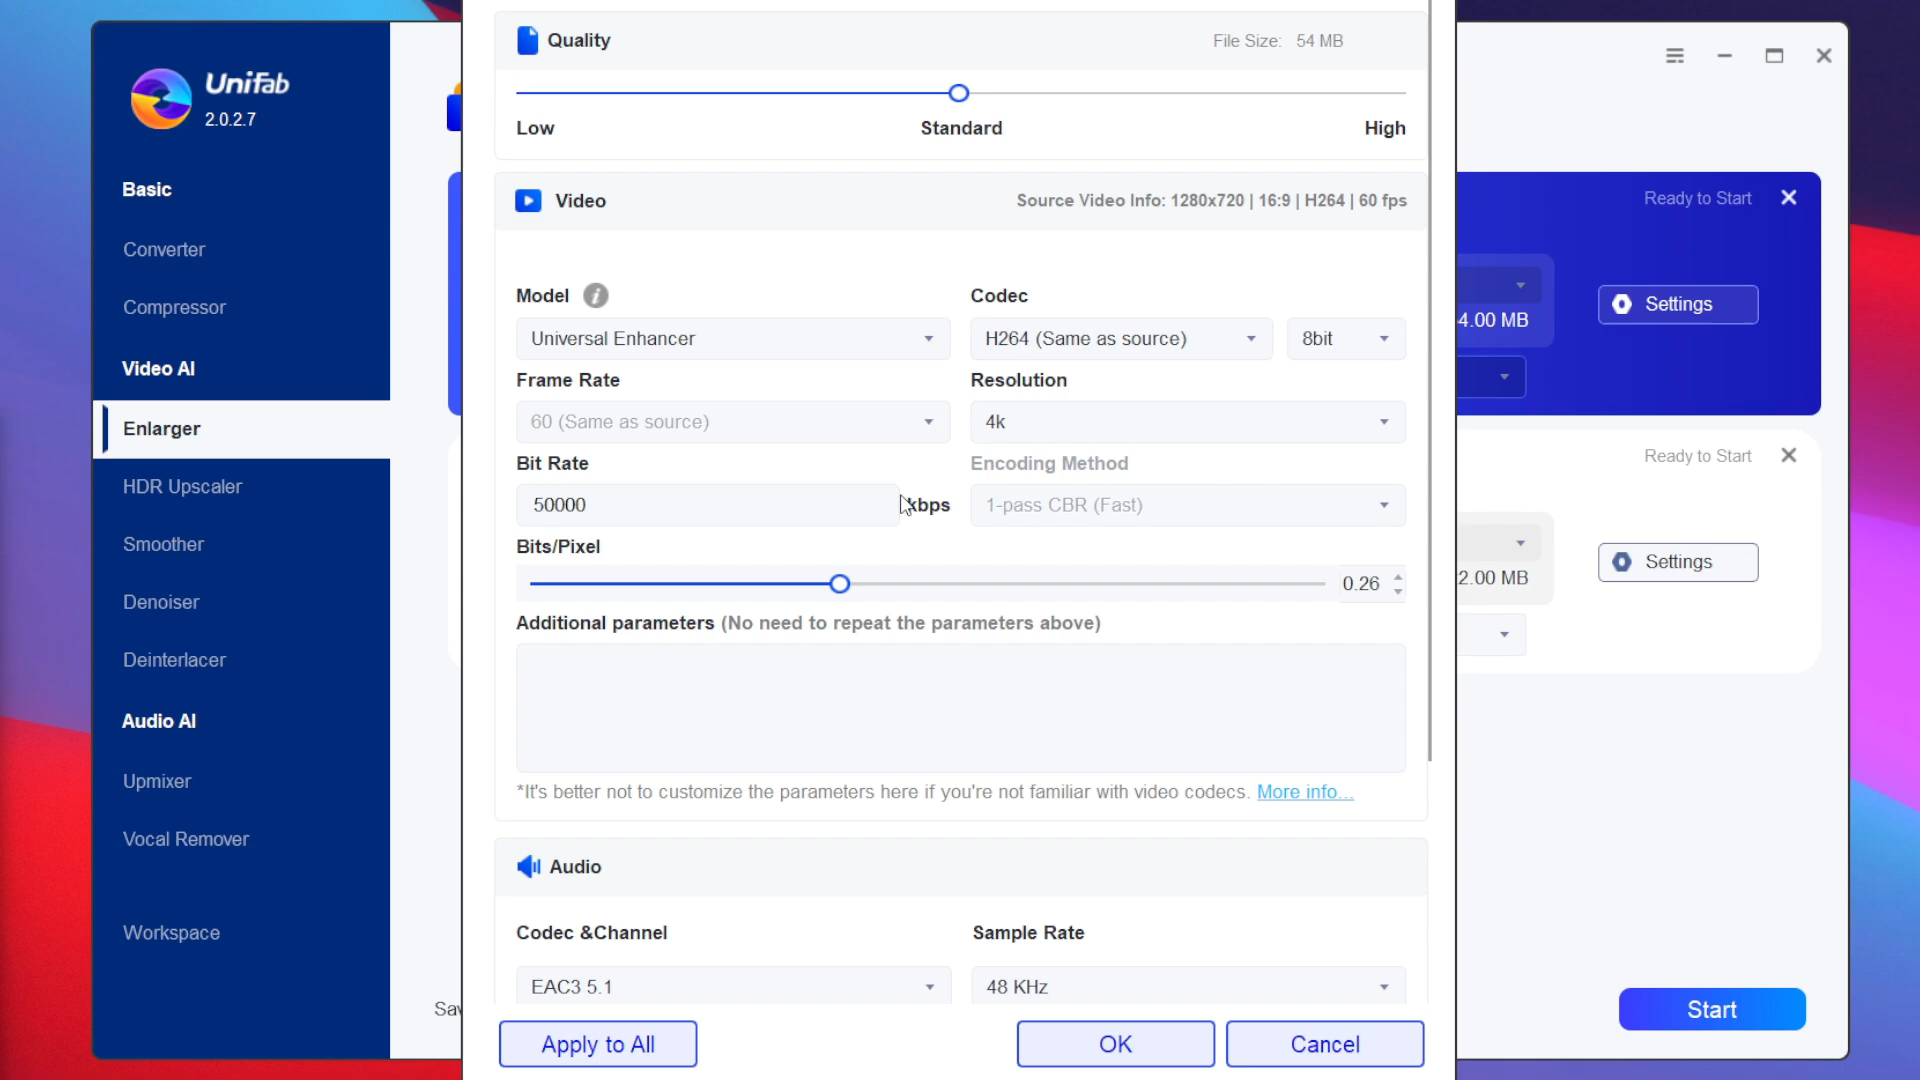 UniFab
2.0.2.7
Basic
Converter
Compressor
Video AI
Enlarger
HDR Upscaler
Smoother
Denoiser
Deinterlacer
Audio AI
Upmixer
Vocal Remover
Workspace
Sav
Quality
File Size: 54 MB
Low
Standard
High
Video
Source Video Info: 1280x720 | 16:9 | H264 | 60 fps
Model
Codec
Universal Enhancer
H264 (Same as source)
8bit
Frame Rate
Resolution
60 (Same as source)
4k
Bit Rate
Encoding Method
50000
kbps
1-pass CBR (Fast)
Bits/Pixel
0.26
Additional parameters (No need to repeat the parameters above)
*It's better not to customize the parameters here if you're not familiar with video codecs. More info...
Audio
Codec &Channel
Sample Rate
EAC3 5.1
48 KHz
Apply to All
OK
Cancel
Ready to Start
Settings
4.00 MB
Ready to Start
Settings
2.00 MB
Start